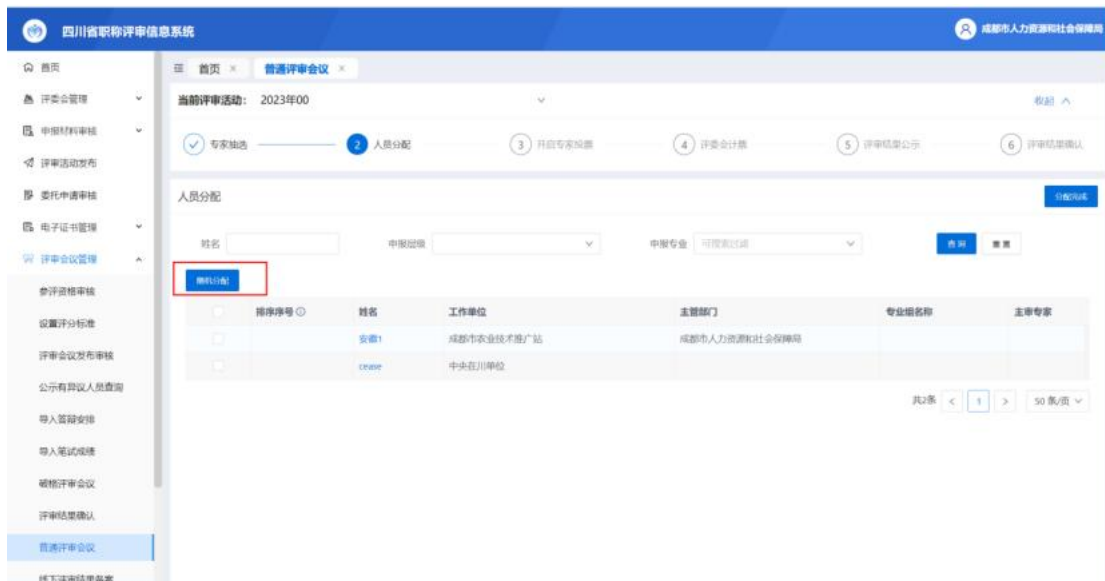 四川省职称评审信息系统
成都市人力资源和社会保障局
首页
评委会管理
申报材料审核
评审活动发布
委托申请审核
电子证书管理
评审会议管理
参评资格审核
设置评分标准
评审会议发布审核
公示有异议人员查询
导入答辩安排
导入笔试成绩
破格评审会议
评审结果确认
普通评审会议
线下评审结果备案
首页 × 普通评审会议 ×
当前评审活动: 2023年00 收起
专家抽选 2 人员分配 3 开启专家投票 4 评委会计票 5 评审结果公示 6 评审结果确认
人员分配 分配完成
姓名 申报层级 申报专业 可搜索过滤 查询 重置
随机分配
排序序号 姓名 工作单位 主管部门 专业组名称 主审专家
安徽1 成都市农业技术推广站 成都市人力资源和社会保障局
cease 中央在川单位
共2条 < 1 > 50 条/页